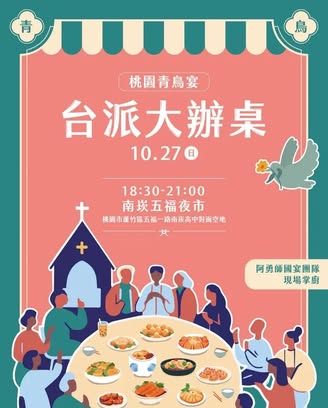 青 鳥
桃園青鳥宴
台派大辦桌
10.27 日
18:30-21:00
南崁五福夜市
桃園市蘆竹區五福一路南崁高中對面空地
阿勇師國宴團隊
現場掌廚